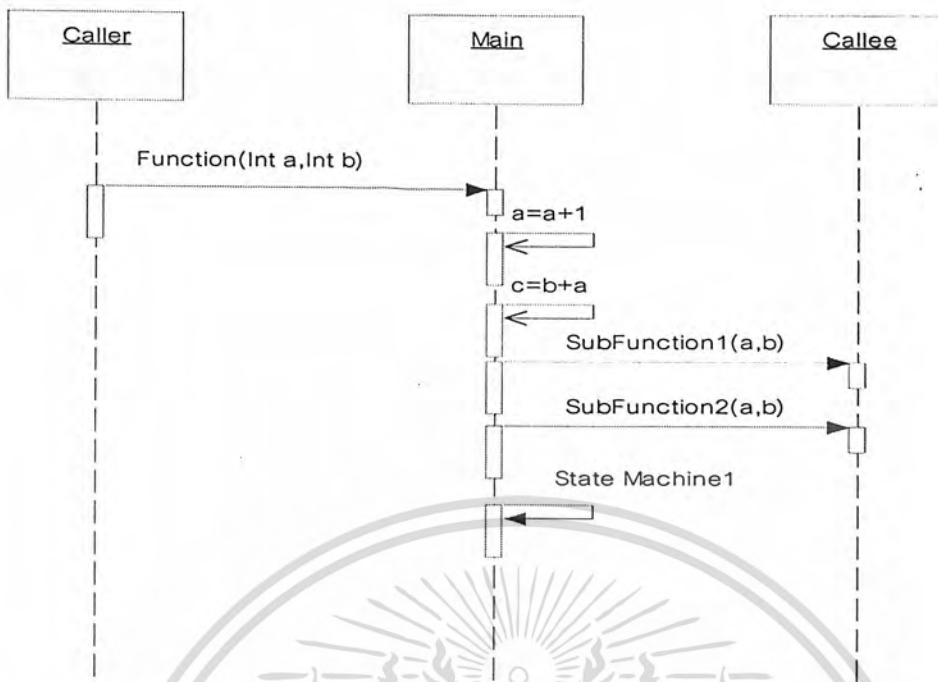 Caller
Main
Callee
Function(Int a,Int b)
a=a+1
c=b+a
SubFunction1(a,b)
SubFunction2(a,b)
State Machine1